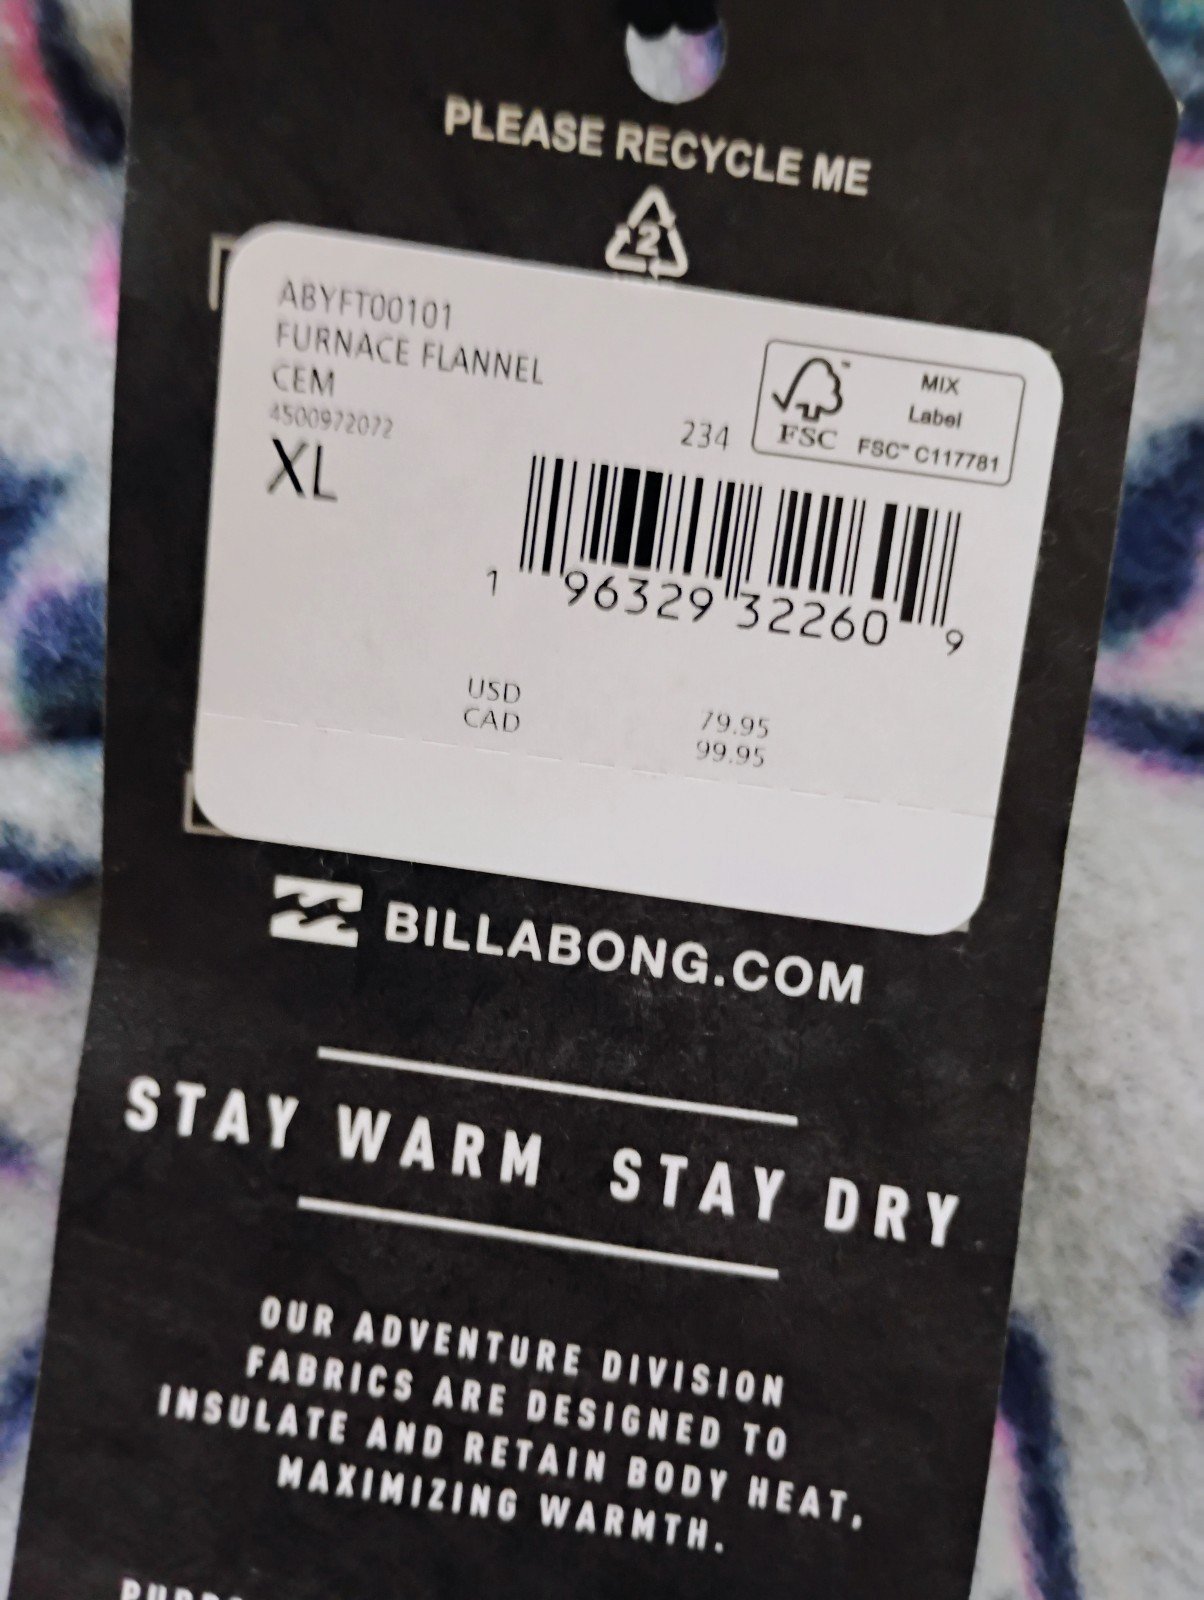 PLEASE RECYCLE ME
2
ABYFT00101
FURNACE FLANNEL
CEM
4500972072
XL
234
FSC
MIX
Label
FSC™ C117781
1 96329 32260 9
USD 79.95
CAD 99.95
BILLABONG.COM
STAY WARM STAY DRY
OUR ADVENTURE DIVISION
FABRICS ARE DESIGNED TO
INSULATE AND RETAIN BODY HEAT,
MAXIMIZING WARMTH.